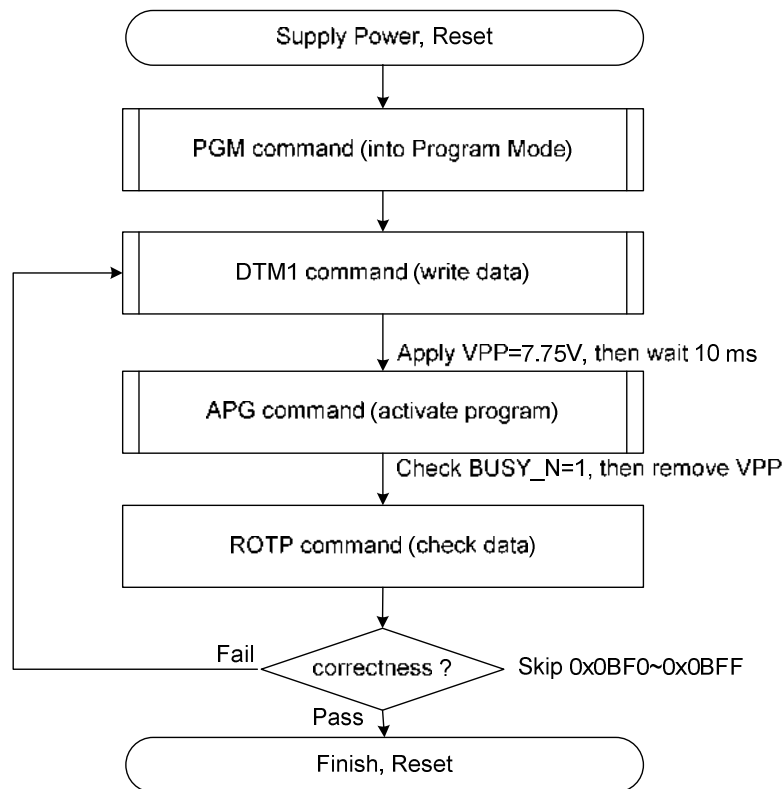 Supply Power, Reset
PGM command (into Program Mode)
DTM1 command (write data)
Apply VPP=7.75V, then wait 10 ms
APG command (activate program)
Check BUSY_N=1, then remove VPP
ROTP command (check data)
Fail
correctness ?
Skip 0x0BF0~0x0BFF
Pass
Finish, Reset